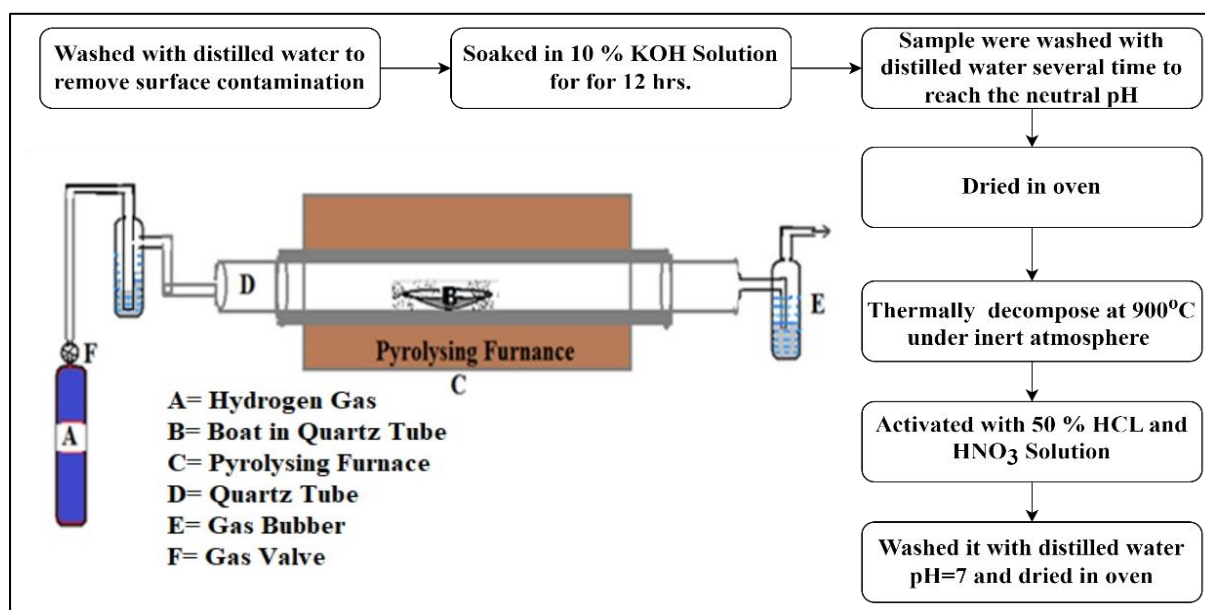 Washed with distilled water to
remove surface contamination
Soaked in 10 % KOH Solution
for for 12 hrs.
Sample were washed with
distilled water several time to
reach the neutral pH
Dried in oven
Thermally decompose at 900°C
under inert atmosphere
Activated with 50 % HCL and
HNO3 Solution
Washed it with distilled water
pH=7 and dried in oven
D
B
E
F
Pyrolysing Furnance
C
A
A= Hydrogen Gas
B= Boat in Quartz Tube
C= Pyrolysing Furnace
D= Quartz Tube
E= Gas Bubber
F= Gas Valve